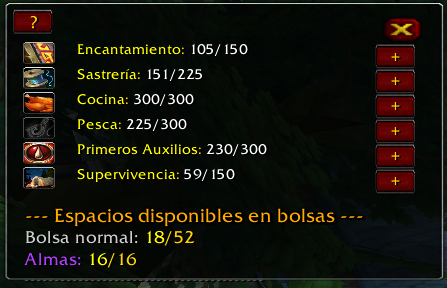 ?
X
Encantamiento: 105/150
+
Sastrería: 151/225
+
Cocina: 300/300
+
Pesca: 225/300
+
Primeros Auxilios: 230/300
+
Supervivencia: 59/150
+
--- Espacios disponibles en bolsas ---
Bolsa normal: 18/52
Almas: 16/16